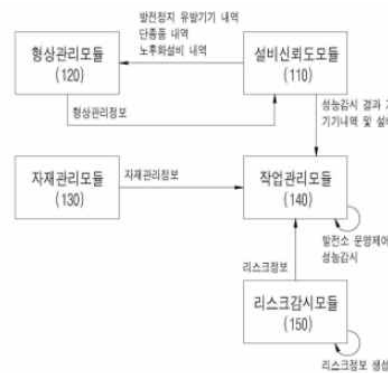 발전정지 유발기기 내역
단종품 내역
노후화설비 내역
형상관리모듈
(120)
설비신뢰도모듈
(110)
형상관리정보
성능감시 결과
기기내역 및
자재관리모듈
(130)
자재관리정보
작업관리모듈
(140)
발전소 운영제어
성능감시
리스크정보
리스크감시모듈
(150)
리스크정보 생성